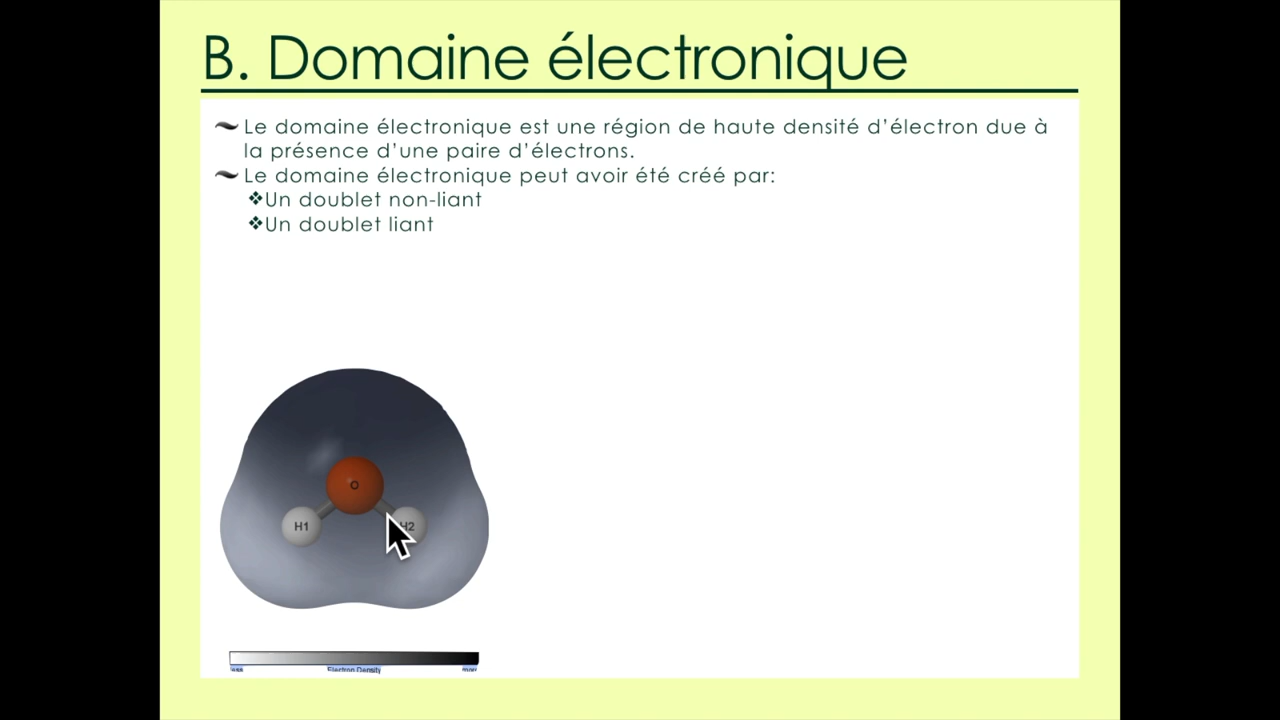 B. Domaine électronique
Le domaine électronique est une région de haute densité d’électron due à
la présence d’une paire d’électrons.
Le domaine électronique peut avoir été créé par:
Un doublet non-liant
Un doublet liant
O
H1
H2
Electron Density